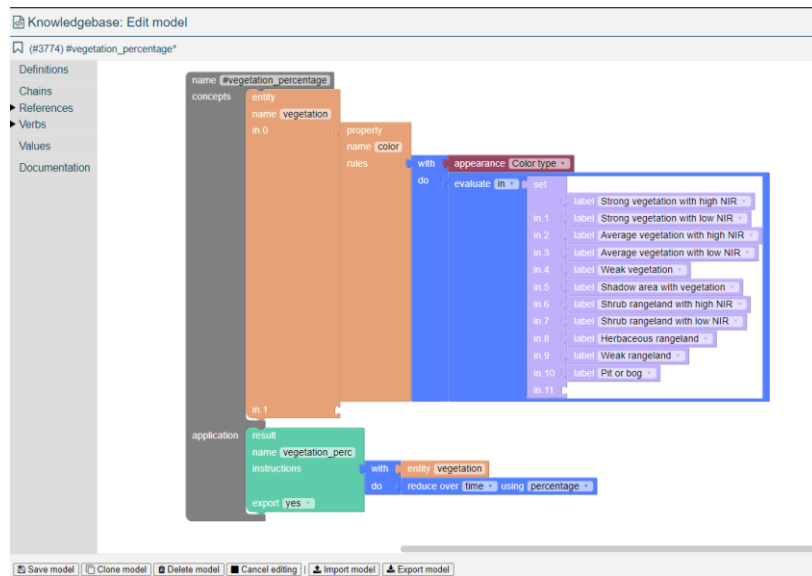 Knowledgebase: Edit model
(#3774) #vegetation_percentage*
Definitions
Chains
References
Verbs
Values
Documentation
name #vegetation_percentage
concepts entity
name vegetation
in.0 property
name color
rules with appearance Color type
do evaluate in set
label Strong vegetation with high NIR
in.1 label Strong vegetation with low NIR
in.2 label Average vegetation with high NIR
in.3 label Average vegetation with low NIR
in.4 label Weak vegetation
in.5 label Shadow area with vegetation
in.6 label Shrub rangeland with high NIR
in.7 label Shrub rangeland with low NIR
in.8 label Herbaceous rangeland
in.9 label Weak rangeland
in.10 label Pit or bog
in.11
in.1
application result
name vegetation_perc
instructions with entity vegetation
do reduce over time using percentage
export yes
Save model Clone model Delete model Cancel editing | Import model Export model